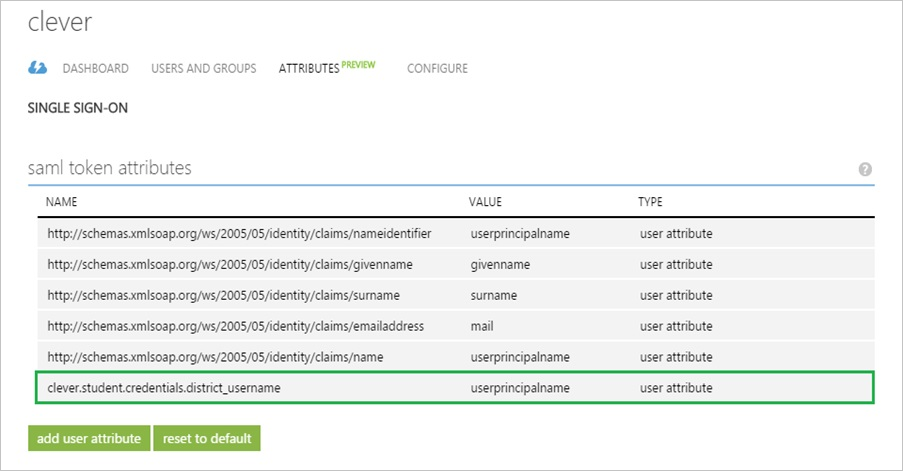 clever
DASHBOARD USERS AND GROUPS ATTRIBUTES PREVIEW CONFIGURE
SINGLE SIGN-ON
saml token attributes ?
NAME VALUE TYPE
http://schemas.xmlsoap.org/ws/2005/05/identity/claims/nameidentifier userprincipalname user attribute
http://schemas.xmlsoap.org/ws/2005/05/identity/claims/givenname givenname user attribute
http://schemas.xmlsoap.org/ws/2005/05/identity/claims/surname surname user attribute
http://schemas.xmlsoap.org/ws/2005/05/identity/claims/emailaddress mail user attribute
http://schemas.xmlsoap.org/ws/2005/05/identity/claims/name userprincipalname user attribute
clever.student.credentials.district_username userprincipalname user attribute
add user attribute reset to default